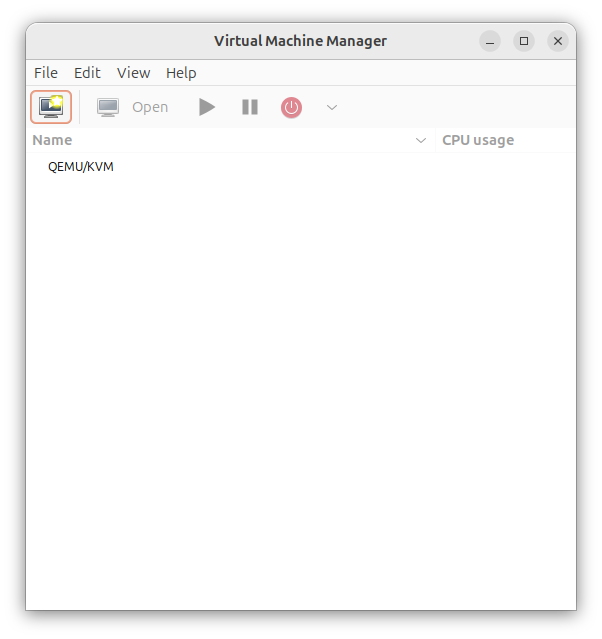 Virtual Machine Manager
File Edit View Help
Open
Name CPU usage
QEMU/KVM